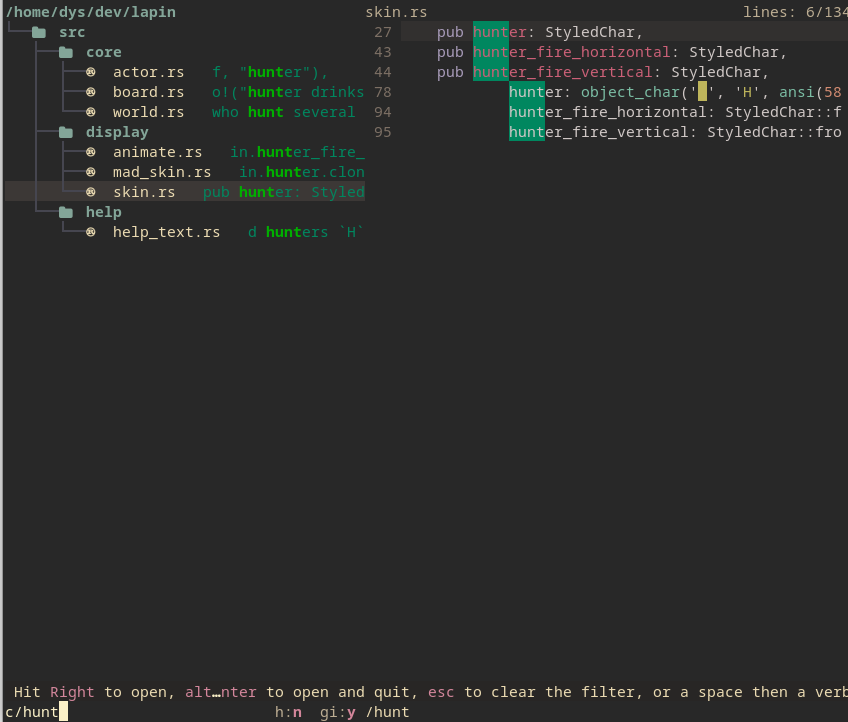 /home/dys/dev/lapin skin.rs lines: 6/134
src 27 pub hunter: StyledChar,
core 43 pub hunter_fire_horizontal: StyledChar,
actor.rs f, "hunter"), 44 pub hunter_fire_vertical: StyledChar,
board.rs o!("hunter drinks 78 hunter: object_char('', 'H', ansi(58
world.rs who hunt several 94 hunter_fire_horizontal: StyledChar::f
display 95 hunter_fire_vertical: StyledChar::fro
animate.rs in.hunter_fire_
mad_skin.rs in.hunter.clon
skin.rs pub hunter: Styled
help
help_text.rs d hunters `H`
Hit Right to open, alt…nter to open and quit, esc to clear the filter, or a space then a verb
c/hunt h:n gi:y /hunt